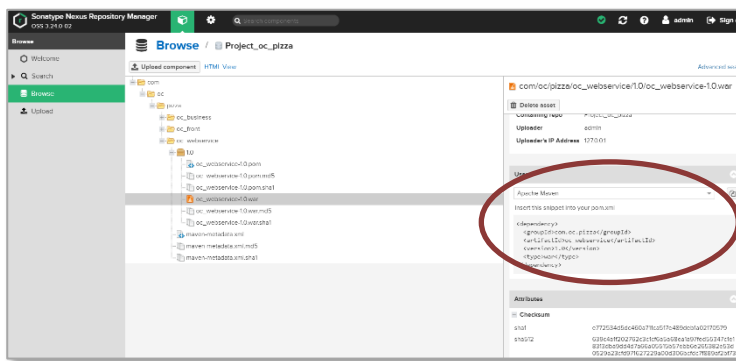 Sonatype Nexus Repository Manager
OSS 3.24.0-02
Search components
admin
Sign
Browse
Welcome
Search
Browse
Upload
Browse / Project_oc_pizza
Upload component HTML View
Advanced
com
oc
pizza
oc_business
oc_front
oc_webservice
1.0
oc_webservice-1.0.pom
oc_webservice-1.0.pom.md5
oc_webservice-1.0.pom.sha1
oc_webservice-1.0.war
oc_webservice-1.0.war.md5
oc_webservice-1.0.war.sha1
maven-metadata.xml
maven-metadata.xml.md5
maven-metadata.xml.sha1
com/oc/pizza/oc_webservice/1.0/oc_webservice-1.0.war
Delete asset
Containing repo Project_oc_pizza
Uploader admin
Uploader's IP Address 127.0.0.1
Apache Maven
Insert this snippet into your pom.xml
<dependency>
<groupId>com.oc.pizza</groupId>
<artifactId>oc_webservice</artifactId>
<version>1.0</version>
<type>war</type>
</dependency>
Attributes
Checksum
sha1
sha512